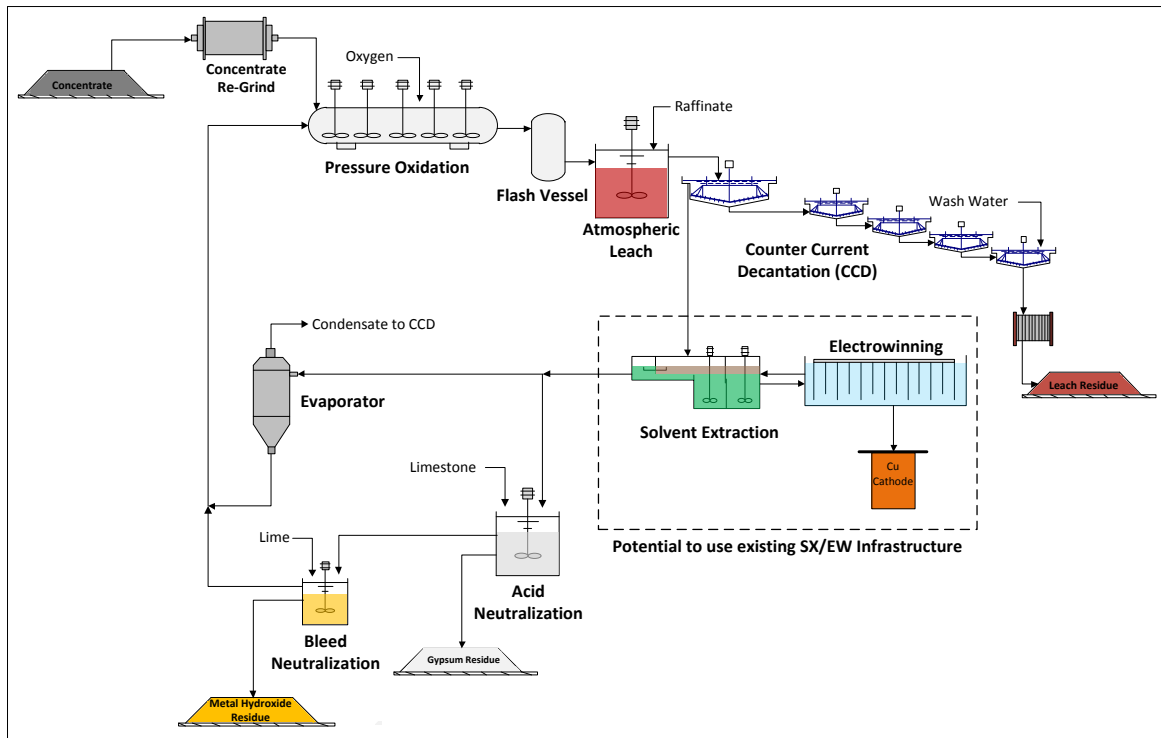 Concentrate
Concentrate
Re-Grind
Oxygen
Pressure Oxidation
Flash Vessel
Raffinate
Atmospheric
Leach
Wash Water
Counter Current
Decantation (CCD)
Leach Residue
Condensate to CCD
Evaporator
Electrowinning
Solvent Extraction
Cu
Cathode
Potential to use existing SX/EW Infrastructure
Limestone
Acid
Neutralization
Lime
Bleed
Neutralization
Gypsum Residue
Metal Hydroxide
Residue